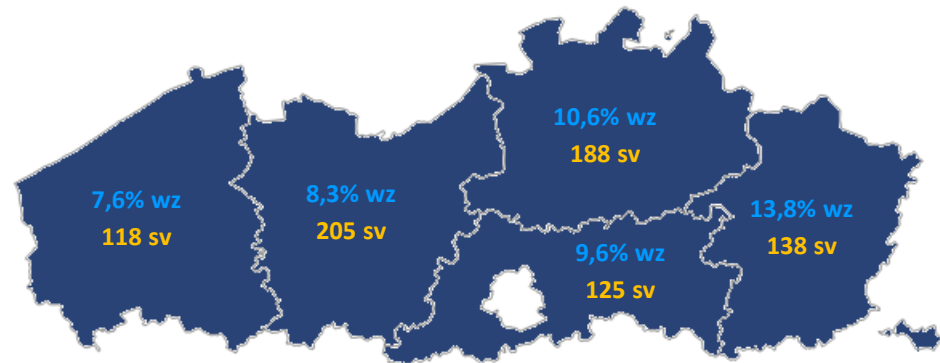 7,6% wz
118 sv
8,3% wz
205 sv
10,6% wz
188 sv
9,6% wz
125 sv
13,8% wz
138 sv